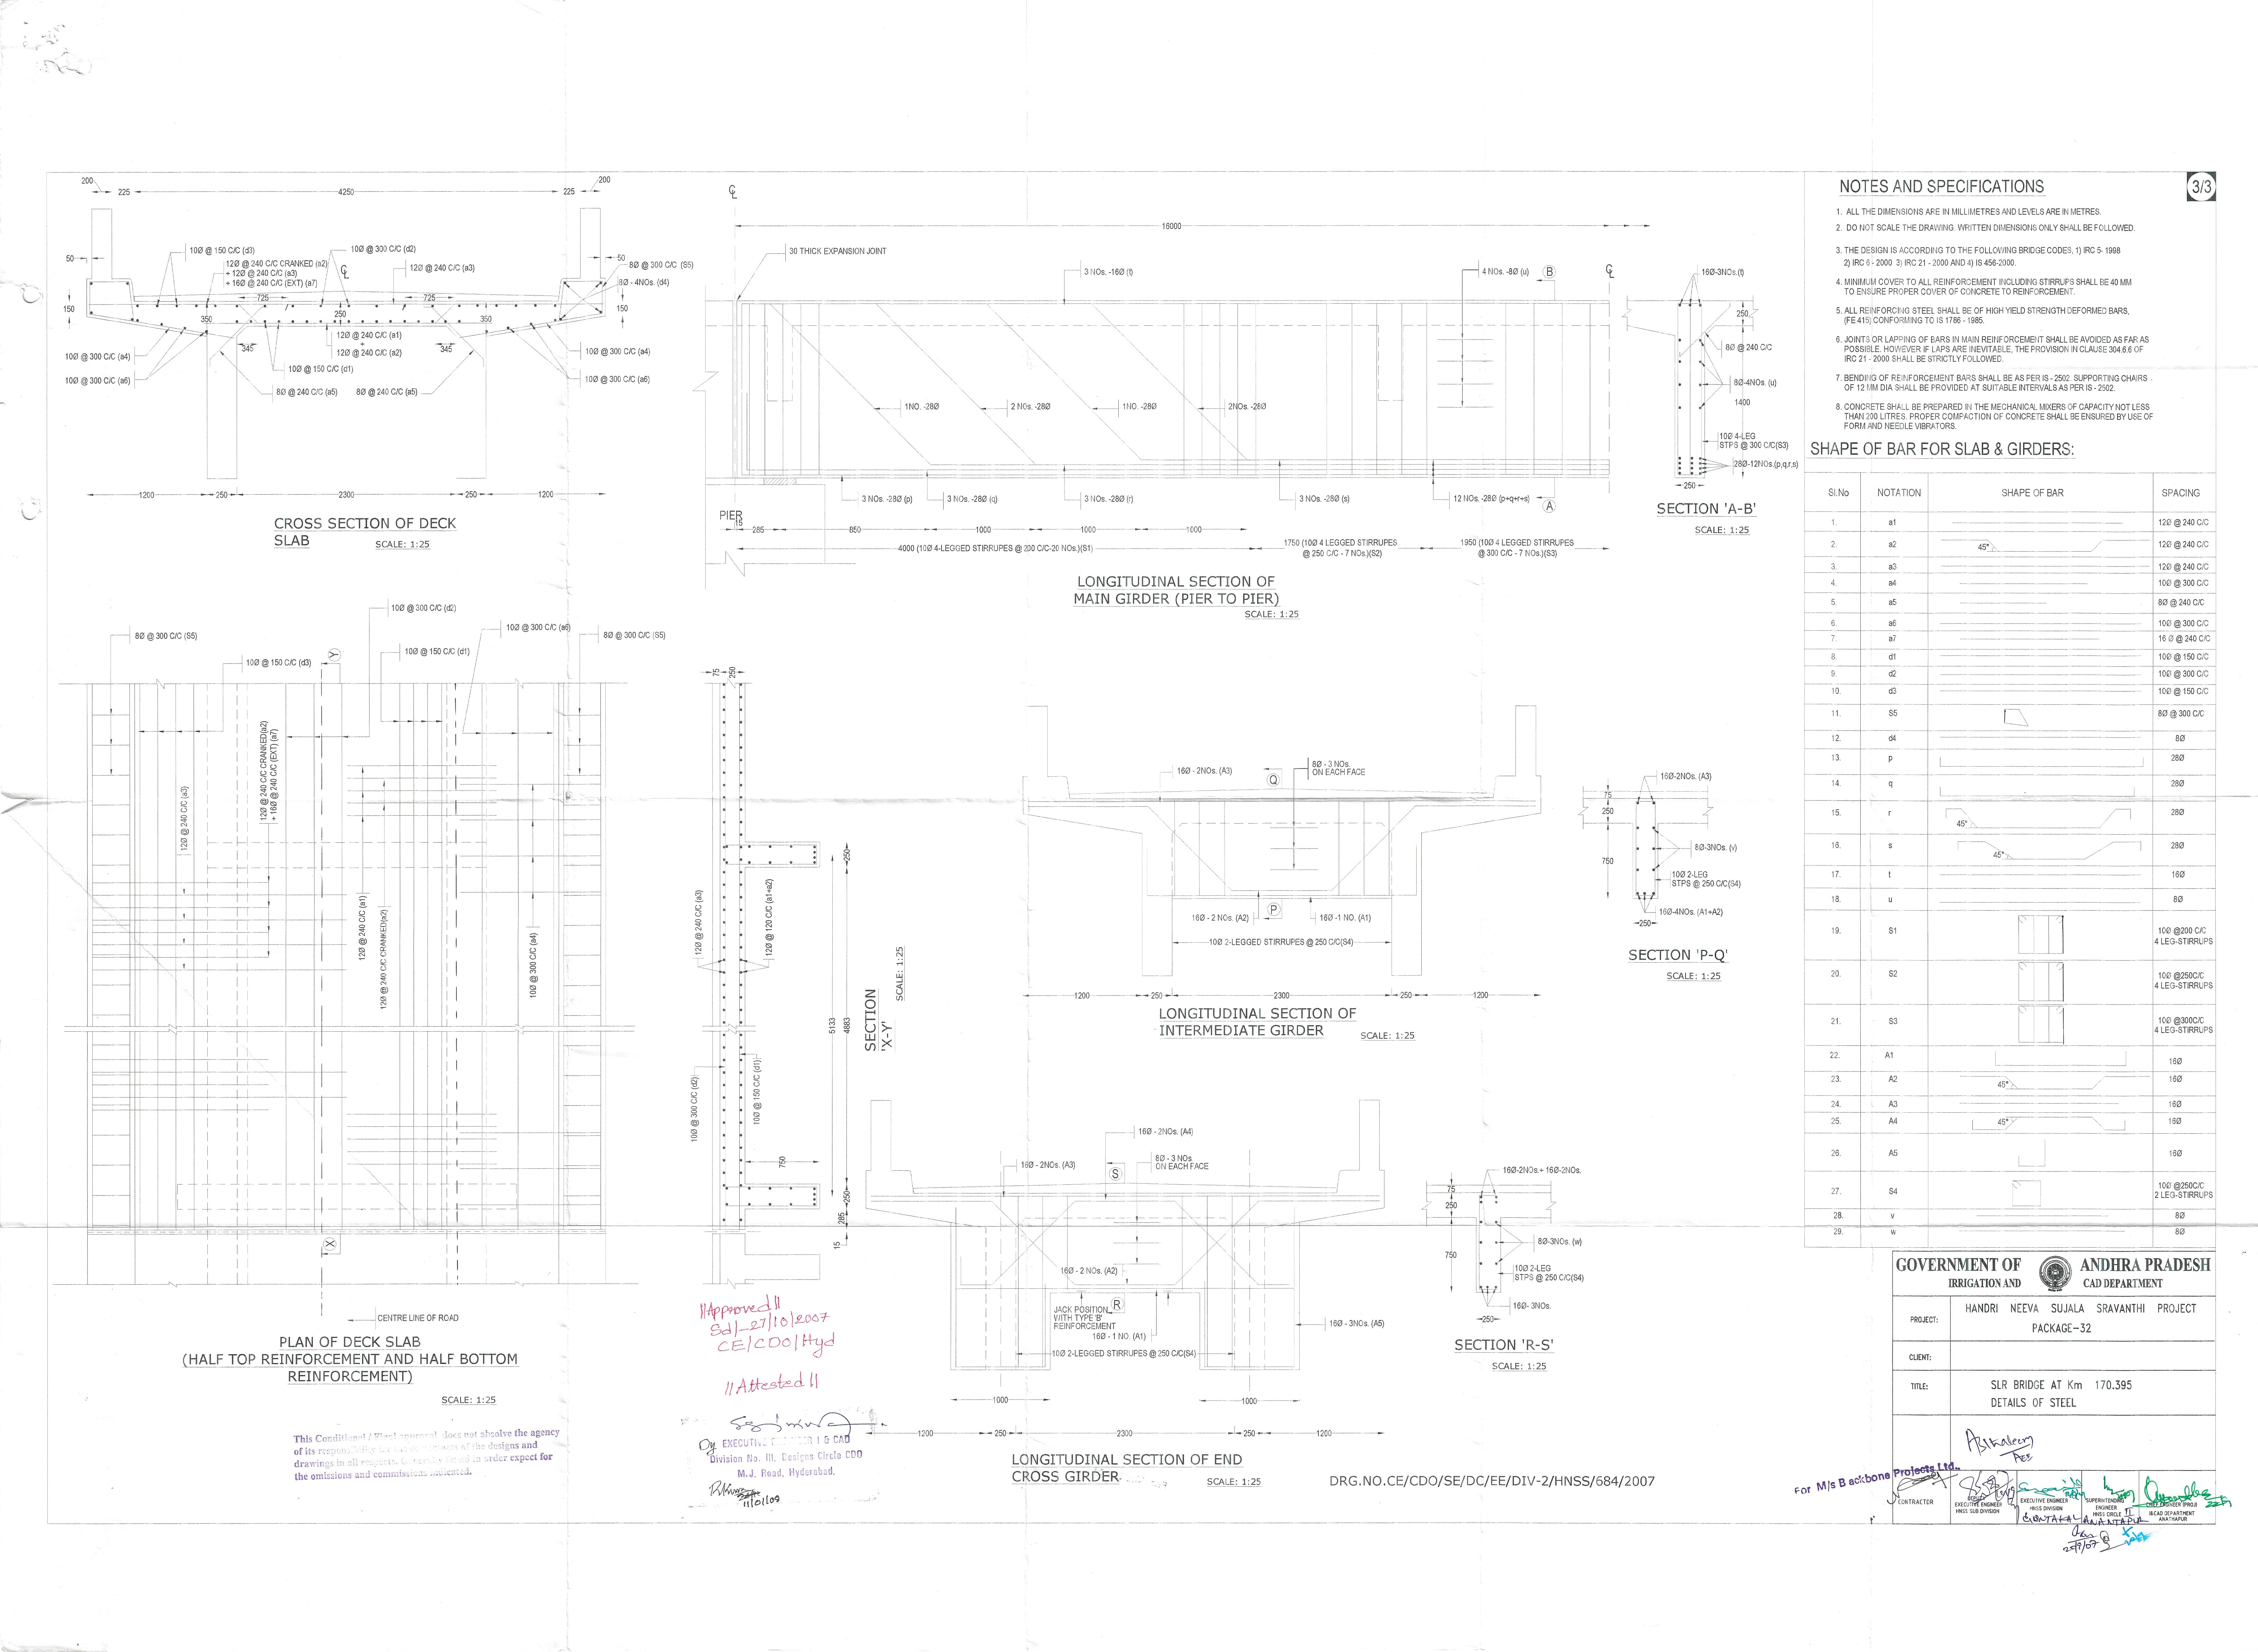 200
225
4250
225
200
50
10Ø @ 150 C/C (d3)
12Ø @ 240 C/C CRANKED (a2)
+ 12Ø @ 240 C/C (a3)
+ 16Ø @ 240 C/C (EXT) (a7)
10Ø @ 300 C/C (d2)
12Ø @ 240 C/C (a3)
50
8Ø @ 300 C/C (S5)
8Ø - 4NOs. (d4)
725
725
150
150
350
250
350
12Ø @ 240 C/C (a1)
+
12Ø @ 240 C/C (a2)
345
345
10Ø @ 300 C/C (a4)
10Ø @ 300 C/C (a6)
10Ø @ 150 C/C (d1)
8Ø @ 240 C/C (a5)
8Ø @ 240 C/C (a5)
10Ø @ 300 C/C (a4)
10Ø @ 300 C/C (a6)
1200
250
2300
250
1200
CROSS SECTION OF DECK
SLAB
SCALE: 1:25
16000
30 THICK EXPANSION JOINT
3 NOs. -16Ø (t)
4 NOs. -8Ø (u)
B
1NO. -28Ø
2 NOs. -28Ø
1NO. -28Ø
2NOs. -28Ø
3 NOs. -28Ø (p)
3 NOs. -28Ø (q)
3 NOs. -28Ø (r)
3 NOs. -28Ø (s)
12 NOs. -28Ø (p+q+r+s)
A
PIER
15
285
850
1000
1000
1000
4000 (10Ø 4-LEGGED STIRRUPES @ 200 C/C-20 NOs.)(S1)
1750 (10Ø 4 LEGGED STIRRUPES
@ 250 C/C - 7 NOs.)(S2)
1950 (10Ø 4 LEGGED STIRRUPES
@ 300 C/C - 7 NOs.)(S3)
LONGITUDINAL SECTION OF
MAIN GIRDER (PIER TO PIER)
SCALE: 1:25
16Ø-3NOs.(t)
250
8Ø @ 240 C/C
8Ø-4NOs. (u)
1400
10Ø 4-LEG
STPS @ 300 C/C(S3)
28Ø-12NOs.(p,q,r,s)
250
SECTION 'A-B'
SCALE: 1:25
8Ø @ 300 C/C (S5)
10Ø @ 150 C/C (d3)
Y
10Ø @ 300 C/C (d2)
10Ø @ 150 C/C (d1)
10Ø @ 300 C/C (a6)
8Ø @ 300 C/C (S5)
12Ø @ 240 C/C (a3)
12Ø @ 240 C/C CRANKED(a2)
+ 16Ø @ 240 C/C (EXT) (a7)
12Ø @ 240 C/C (a1)
12Ø @ 240 C/C CRANKED(a2)
10Ø @ 300 C/C (a4)
X
CENTRE LINE OF ROAD
PLAN OF DECK SLAB
(HALF TOP REINFORCEMENT AND HALF BOTTOM
REINFORCEMENT)
SCALE: 1:25
75
250
12Ø @ 240 C/C (a3)
12Ø @ 120 C/C (a1+a2)
10Ø @ 300 C/C (d2)
10Ø @ 150 C/C (d1)
250
5133
4883
750
250
285
15
SECTION
'X-Y'
SCALE: 1:25
16Ø - 2NOs. (A3)
Q
8Ø - 3 NOs.
ON EACH FACE
16Ø - 2 NOs. (A2)
P
16Ø -1 NO. (A1)
10Ø 2-LEGGED STIRRUPES @ 250 C/C(S4)
1200
250
2300
250
1200
LONGITUDINAL SECTION OF
INTERMEDIATE GIRDER
SCALE: 1:25
16Ø-2NOs. (A3)
75
250
750
8Ø-3NOs. (v)
10Ø 2-LEG
STPS @ 250 C/C(S4)
16Ø-4NOs. (A1+A2)
250
SECTION 'P-Q'
SCALE: 1:25
16Ø - 2NOs. (A4)
16Ø - 2NOs. (A3)
S
8Ø - 3 NOs.
ON EACH FACE
16Ø - 2 NOs. (A2)
JACK POSITION
WITH TYPE 'B'
REINFORCEMENT
R
16Ø - 1 NO. (A1)
16Ø - 3NOs. (A5)
10Ø 2-LEGGED STIRRUPES @ 250 C/C(S4)
1000
1000
1200
250
2300
250
1200
LONGITUDINAL SECTION OF END
CROSS GIRDER
SCALE: 1:25
16Ø-2NOs.+ 16Ø-2NOs.
75
250
750
8Ø-3NOs. (w)
10Ø 2-LEG
STPS @ 250 C/C(S4)
16Ø- 3NOs.
250
SECTION 'R-S'
SCALE: 1:25
DRG.NO.CE/CDO/SE/DC/EE/DIV-2/HNSS/684/2007
// Approved //
Sd/-27/10/2007
CE/CDO/Hyd
// Attested //
Dy EXECUTIVE ENGINEER I & CAD
Division No. III, Designs Circle CDO
M.J. Road, Hyderabad.
11/01/09
This Conditional / Final approval does not absolve the agency
of its responsibility for the correctness of the designs and
drawings in all respects.
the omissions and commissions indicated.
NOTES AND SPECIFICATIONS
3/3
1. ALL THE DIMENSIONS ARE IN MILLIMETRES AND LEVELS ARE IN METRES.
2. DO NOT SCALE THE DRAWING. WRITTEN DIMENSIONS ONLY SHALL BE FOLLOWED.
3. THE DESIGN IS ACCORDING TO THE FOLLOWING BRIDGE CODES, 1) IRC 5- 1998
2) IRC 6 - 2000 3) IRC 21 - 2000 AND 4) IS 456-2000.
4. MINIMUM COVER TO ALL REINFORCEMENT INCLUDING STIRRUPS SHALL BE 40 MM
TO ENSURE PROPER COVER OF CONCRETE TO REINFORCEMENT.
5. ALL REINFORCING STEEL SHALL BE OF HIGH YIELD STRENGTH DEFORMED BARS,
(FE 415) CONFORMING TO IS 1786 - 1985.
6. JOINTS OR LAPPING OF BARS IN MAIN REINFORCEMENT SHALL BE AVOIDED AS FAR AS
POSSIBLE. HOWEVER IF LAPS ARE INEVITABLE, THE PROVISION IN CLAUSE 304.6.6 OF
IRC 21 - 2000 SHALL BE STRICTLY FOLLOWED.
7. BENDING OF REINFORCEMENT BARS SHALL BE AS PER IS - 2502. SUPPORTING CHAIRS
OF 12 MM DIA SHALL BE PROVIDED AT SUITABLE INTERVALS AS PER IS - 2502.
8. CONCRETE SHALL BE PREPARED IN THE MECHANICAL MIXERS OF CAPACITY NOT LESS
THAN 200 LITRES. PROPER COMPACTION OF CONCRETE SHALL BE ENSURED BY USE OF
FORM AND NEEDLE VIBRATORS.
SHAPE OF BAR FOR SLAB & GIRDERS:
Sl.No NOTATION SHAPE OF BAR SPACING
1. a1 12Ø @ 240 C/C
2. a2 45° 12Ø @ 240 C/C
3. a3 12Ø @ 240 C/C
4. a4 10Ø @ 300 C/C
5. a5 8Ø @ 240 C/C
6. a6 10Ø @ 300 C/C
7. a7 16 Ø @ 240 C/C
8. d1 10Ø @ 150 C/C
9. d2 10Ø @ 300 C/C
10. d3 10Ø @ 150 C/C
11. S5 8Ø @ 300 C/C
12. d4 8Ø
13. p 28Ø
14. q 28Ø
15. r 45° 28Ø
16. s 45° 28Ø
17. t 16Ø
18. u 8Ø
19. S1 10Ø @200 C/C
4 LEG-STIRRUPS
20. S2 10Ø @250C/C
4 LEG-STIRRUPS
21. S3 10Ø @300C/C
4 LEG-STIRRUPS
22. A1 16Ø
23. A2 45° 16Ø
24. A3 16Ø
25. A4 45° 16Ø
26. A5 16Ø
27. S4 10Ø @250C/C
2 LEG-STIRRUPS
28. v 8Ø
29. w 8Ø
GOVERNMENT OF ANDHRA PRADESH
IRRIGATION AND CAD DEPARTMENT
PROJECT: HANDRI NEEVA SUJALA SRAVANTHI PROJECT
PACKAGE-32
CLIENT:
TITLE: SLR BRIDGE AT Km 170.395
DETAILS OF STEEL
For M/s Backbone Projects Ltd.,
CONTRACTOR
EXECUTIVE ENGINEER
HNSS SUB DIVISION
EXECUTIVE ENGINEER
HNSS DIVISION
GUNTAKAL
SUPERINTENDING
ENGINEER
HNSS CIRCLE II
ANANTAPUR
CHIEF ENGINEER (PROJ)
I&CAD DEPARTMENT
ANATHAPUR